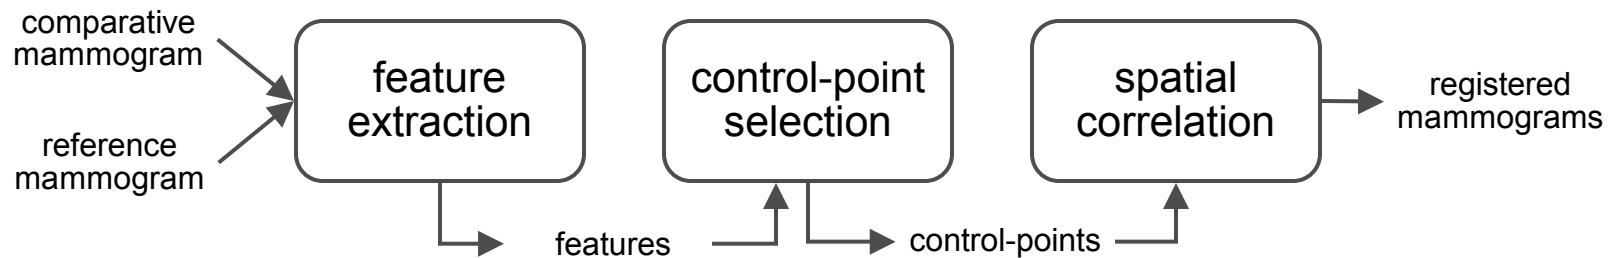 comparative
mammogram
reference
mammogram
feature
extraction
features
control-point
selection
control-points
spatial
correlation
registered
mammograms